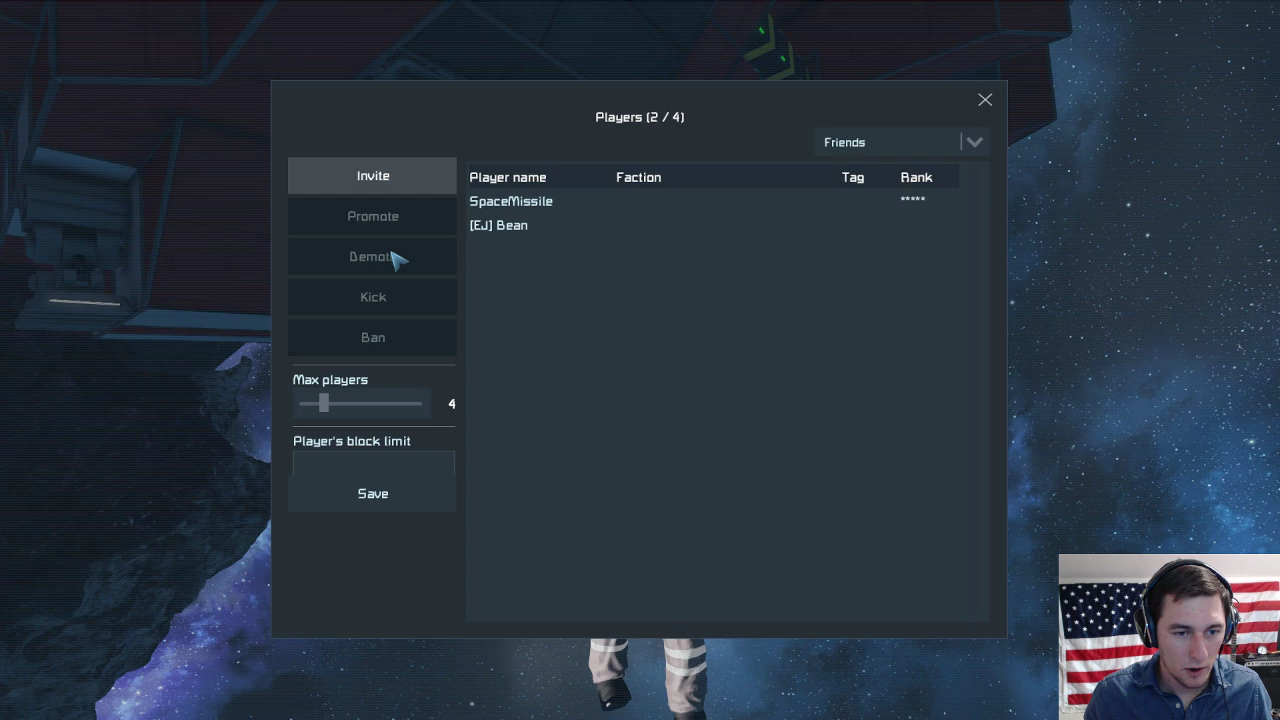 Players (2 / 4)
Friends
Invite
Promote
Demote
Kick
Ban
Max players
4
Player's block limit
Save
Player name Faction Tag Rank
SpaceMissile *****
[EJ] Bean